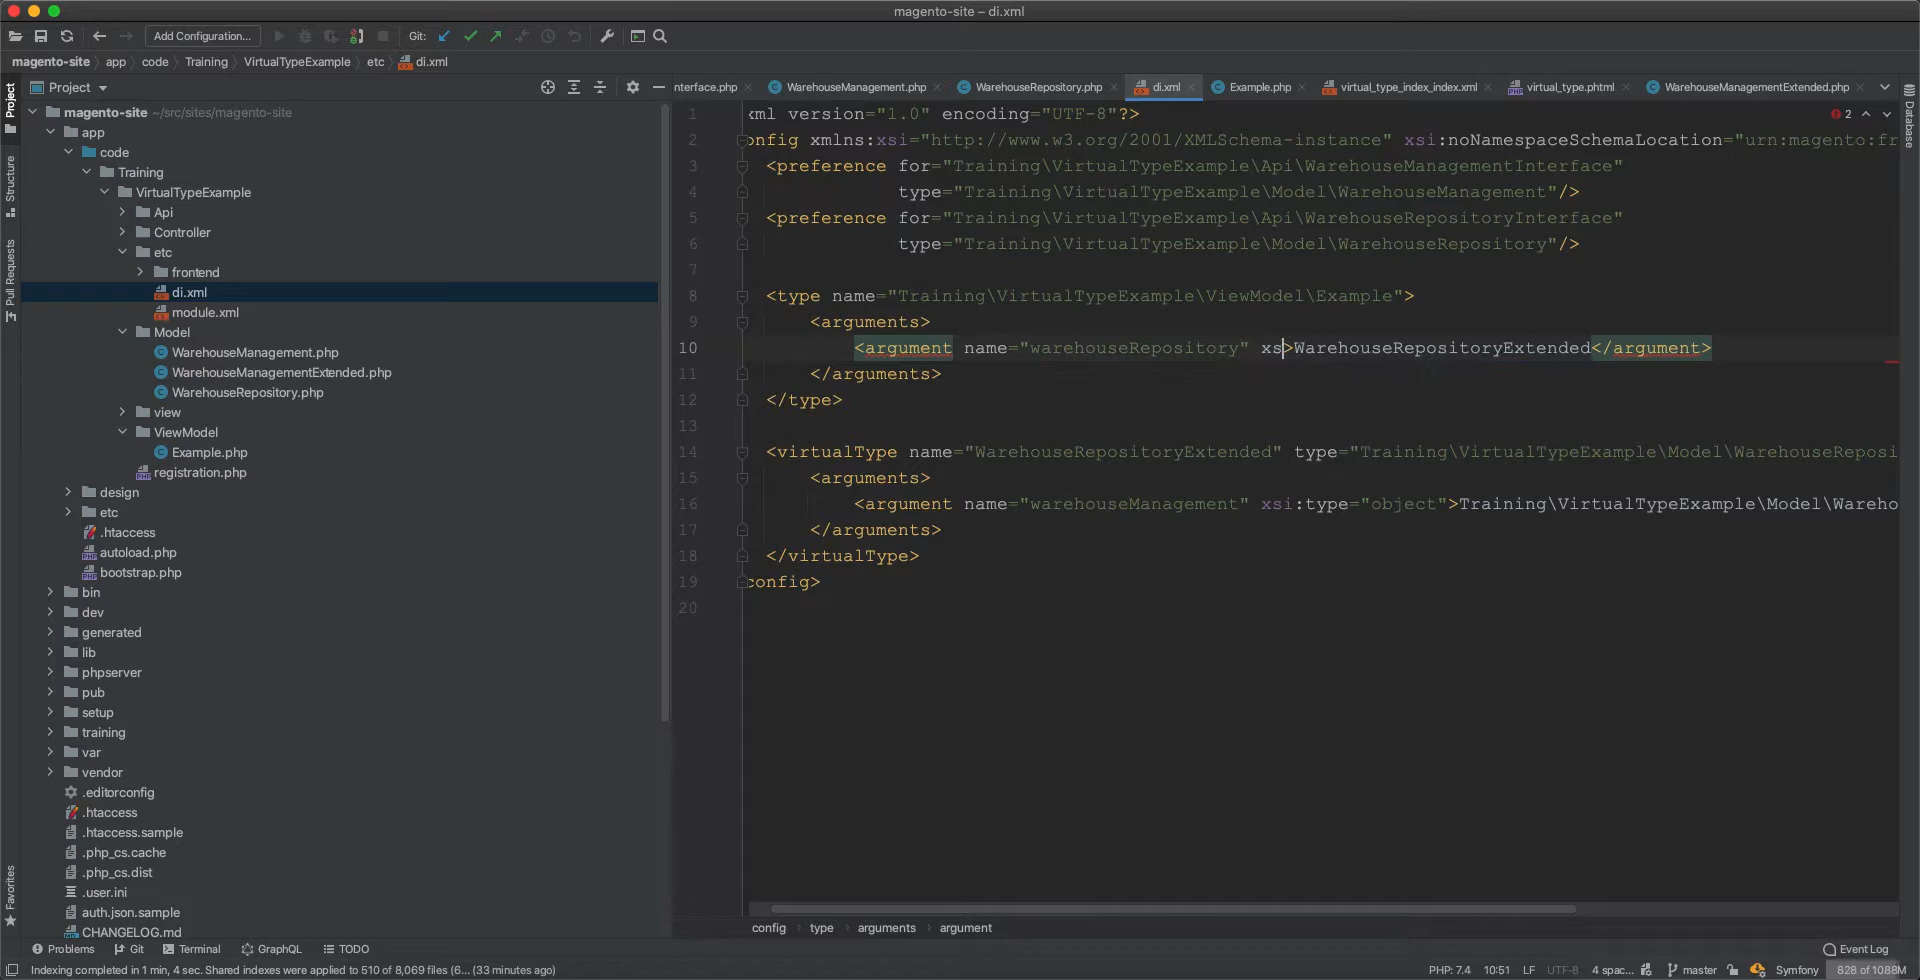 magento-site – di.xml
Add Configuration...
Git:
magento-site
app
code
Training
VirtualTypeExample
etc
di.xml
Project
nterface.php
WarehouseManagement.php
WarehouseRepository.php
di.xml
Example.php
virtual_type_index_index.xml
virtual_type.phtml
WarehouseManagementExtended.php
Project
Structure
Pull Requests
Favorites
Database
magento-site ~/src/sites/magento-site
app
code
Training
VirtualTypeExample
Api
Controller
etc
frontend
di.xml
module.xml
Model
WarehouseManagement.php
WarehouseManagementExtended.php
WarehouseRepository.php
view
ViewModel
Example.php
registration.php
design
etc
.htaccess
autoload.php
bootstrap.php
bin
dev
generated
lib
phpserver
pub
setup
training
var
vendor
.editorconfig
.htaccess
.htaccess.sample
.php_cs.cache
.php_cs.dist
.user.ini
auth.json.sample
CHANGELOG.md
2
1 xml version="1.0" encoding="UTF-8"?>
2 onfig xmlns:xsi="http://www.w3.org/2001/XMLSchema-instance" xsi:noNamespaceSchemaLocation="urn:magento:fr
3 <preference for="Training\VirtualTypeExample\Api\WarehouseManagementInterface"
4 type="Training\VirtualTypeExample\Model\WarehouseManagement"/>
5 <preference for="Training\VirtualTypeExample\Api\WarehouseRepositoryInterface"
6 type="Training\VirtualTypeExample\Model\WarehouseRepository"/>
7
8 <type name="Training\VirtualTypeExample\ViewModel\Example">
9 <arguments>
10 <argument name="warehouseRepository" xs>WarehouseRepositoryExtended</argument>
11 </arguments>
12 </type>
13
14 <virtualType name="WarehouseRepositoryExtended" type="Training\VirtualTypeExample\Model\WarehouseReposi
15 <arguments>
16 <argument name="warehouseManagement" xsi:type="object">Training\VirtualTypeExample\Model\Wareho
17 </arguments>
18 </virtualType>
19 config>
20
config
type
arguments
argument
Problems
Git
Terminal
GraphQL
TODO
Event Log
Indexing completed in 1 min, 4 sec. Shared indexes were applied to 510 of 8,069 files (6... (33 minutes ago)
PHP: 7.4
10:51
LF
UTF-8
4 spac...
master
Symfony
828 of 1088M